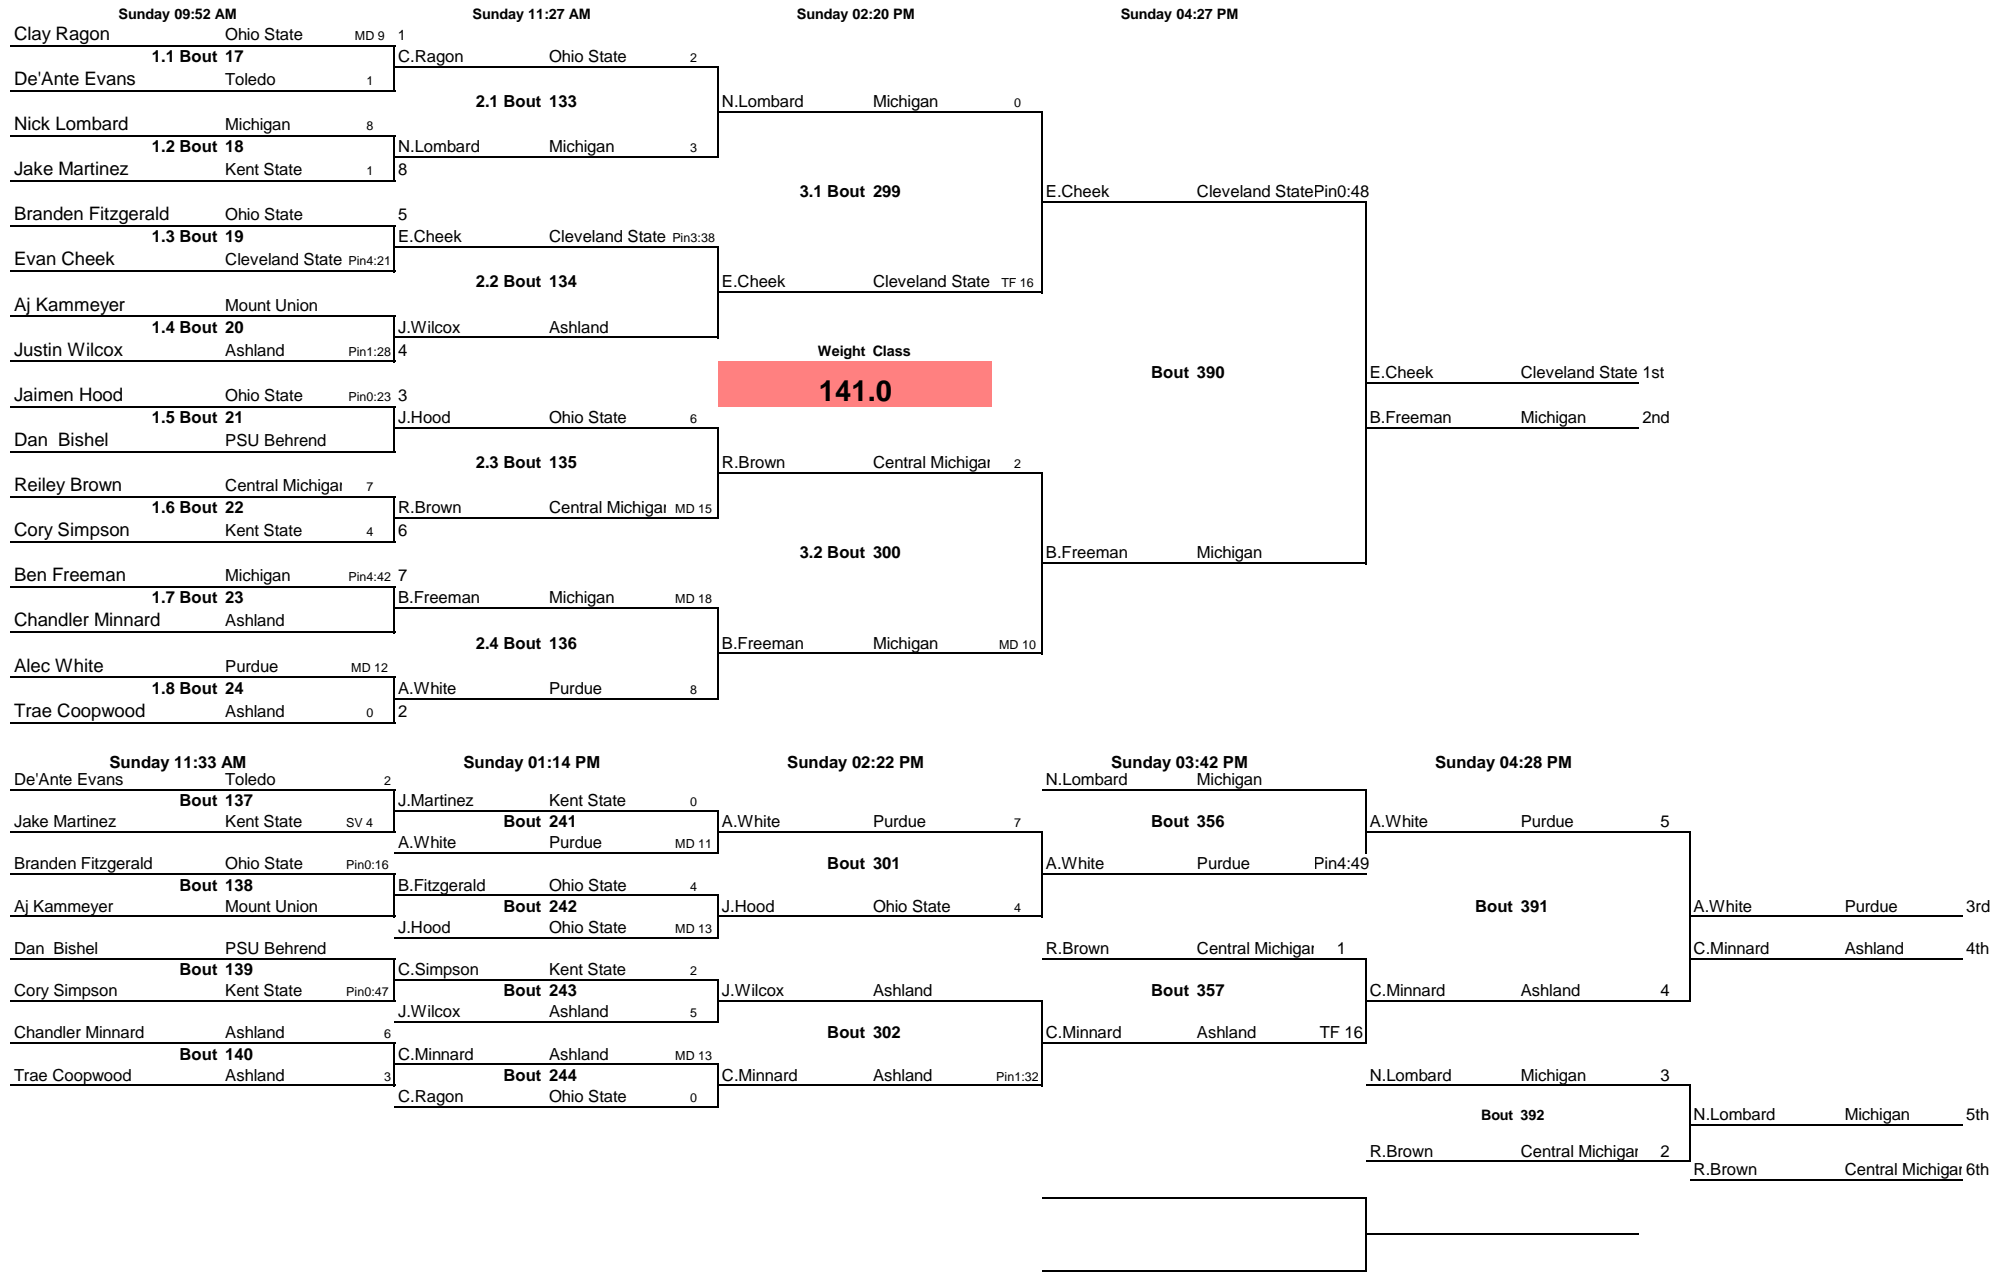 Sunday 09:52 AM Sunday 11:27 AM Sunday 02:20 PM Sunday 04:27 PM
Clay Ragon Ohio State MD 9 1
1.1 Bout 17 C.Ragon Ohio State 2
De'Ante Evans Toledo 1
2.1 Bout 133 N.Lombard Michigan 0
Nick Lombard Michigan 8
1.2 Bout 18 N.Lombard Michigan 3
Jake Martinez Kent State 1 8
3.1 Bout 299 E.Cheek Cleveland StatePin0:48
Branden Fitzgerald Ohio State 5
1.3 Bout 19 E.Cheek Cleveland State Pin3:38
Evan Cheek Cleveland State Pin4:21
2.2 Bout 134 E.Cheek Cleveland State TF 16
Aj Kammeyer Mount Union
1.4 Bout 20 J.Wilcox Ashland
Justin Wilcox Ashland Pin1:28 4 Weight Class
Bout 390 E.Cheek Cleveland State 1st
141.0
Jaimen Hood Ohio State Pin0:23 3
1.5 Bout 21 J.Hood Ohio State 6 B.Freeman Michigan 2nd
Dan Bishel PSU Behrend
2.3 Bout 135 R.Brown Central Michigar 2
Reiley Brown Central Michigar 7
1.6 Bout 22 R.Brown Central Michigar MD 15
Cory Simpson Kent State 4 6
3.2 Bout 300 B.Freeman Michigan
Ben Freeman Michigan Pin4:42 7
1.7 Bout 23 B.Freeman Michigan MD 18
Chandler Minnard Ashland
2.4 Bout 136 B.Freeman Michigan MD 10
Alec White Purdue MD 12
1.8 Bout 24 A.White Purdue 8
Trae Coopwood Ashland 0 2
Sunday 11:33 AM Sunday 01:14 PM Sunday 02:22 PM Sunday 03:42 PM Sunday 04:28 PM
De'Ante Evans Toledo 2 N.Lombard Michigan
Bout 137 J.Martinez Kent State 0
Jake Martinez Kent State SV 4 Bout 241 A.White Purdue 7 Bout 356 A.White Purdue 5
A.White Purdue MD 11
Branden Fitzgerald Ohio State Pin0:16 Bout 301 A.White Purdue Pin4:49
Bout 138 B.Fitzgerald Ohio State 4
Aj Kammeyer Mount Union Bout 242 J.Hood Ohio State 4 Bout 391 A.White Purdue 3rd
J.Hood Ohio State MD 13
Dan Bishel PSU Behrend R.Brown Central Michigar 1 C.Minnard Ashland 4th
Bout 139 C.Simpson Kent State 2
Cory Simpson Kent State Pin0:47 Bout 243 J.Wilcox Ashland Bout 357 C.Minnard Ashland 4
J.Wilcox Ashland 5
Chandler Minnard Ashland 6 Bout 302 C.Minnard Ashland TF 16
Bout 140 C.Minnard Ashland MD 13
Trae Coopwood Ashland 3 Bout 244 C.Minnard Ashland Pin1:32 N.Lombard Michigan 3
C.Ragon Ohio State 0
Bout 392 N.Lombard Michigan 5th
R.Brown Central Michigar 2
R.Brown Central Michigar 6th